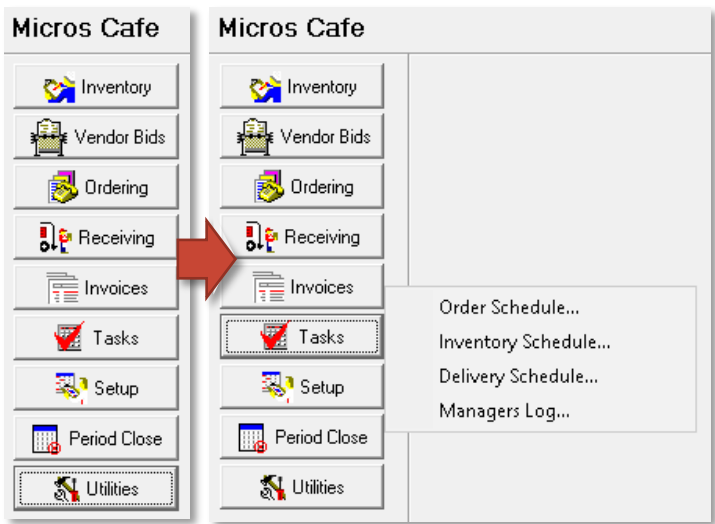 Micros Cafe
Inventory
Vendor Bids
Ordering
Receiving
Invoices
Tasks
Setup
Period Close
Utilities
Micros Cafe
Inventory
Vendor Bids
Ordering
Receiving
Invoices
Tasks
Setup
Period Close
Utilities
Order Schedule...
Inventory Schedule...
Delivery Schedule...
Managers Log...